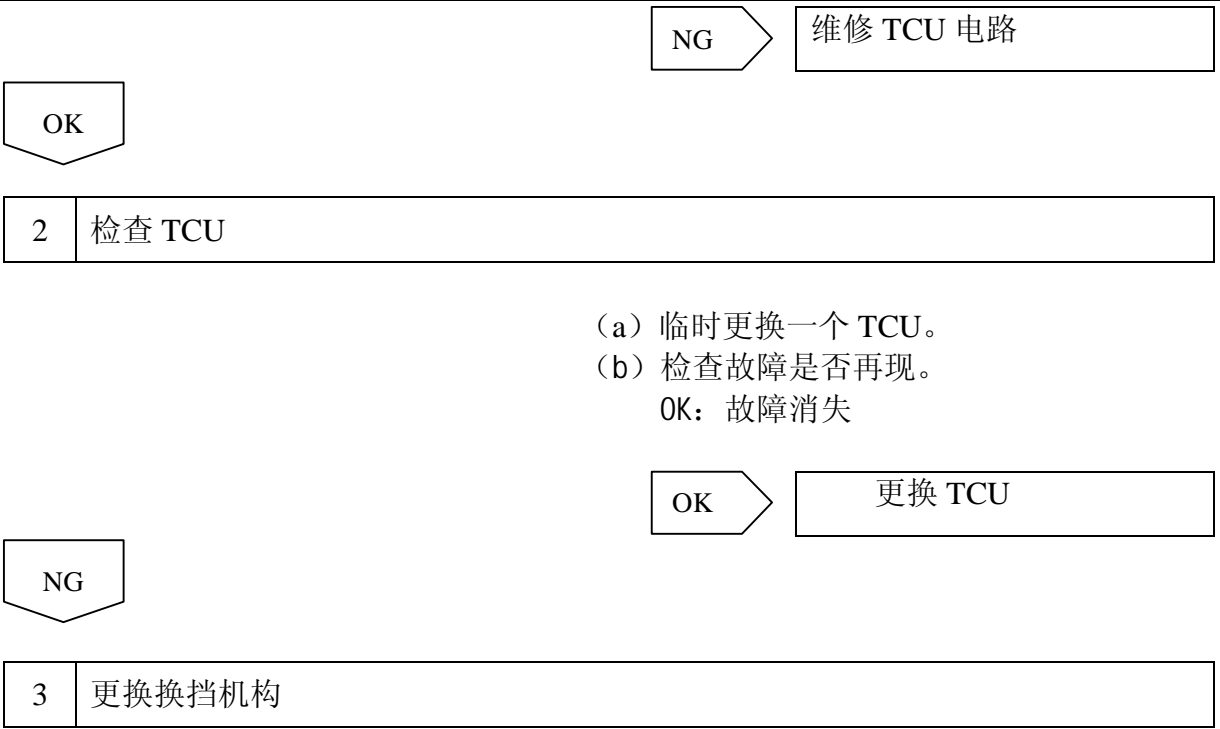 NG 维修 TCU 电路
OK
2 检查 TCU
（a）临时更换一个 TCU。
（b）检查故障是否再现。
OK：故障消失
OK 更换 TCU
NG
3 更换换挡机构